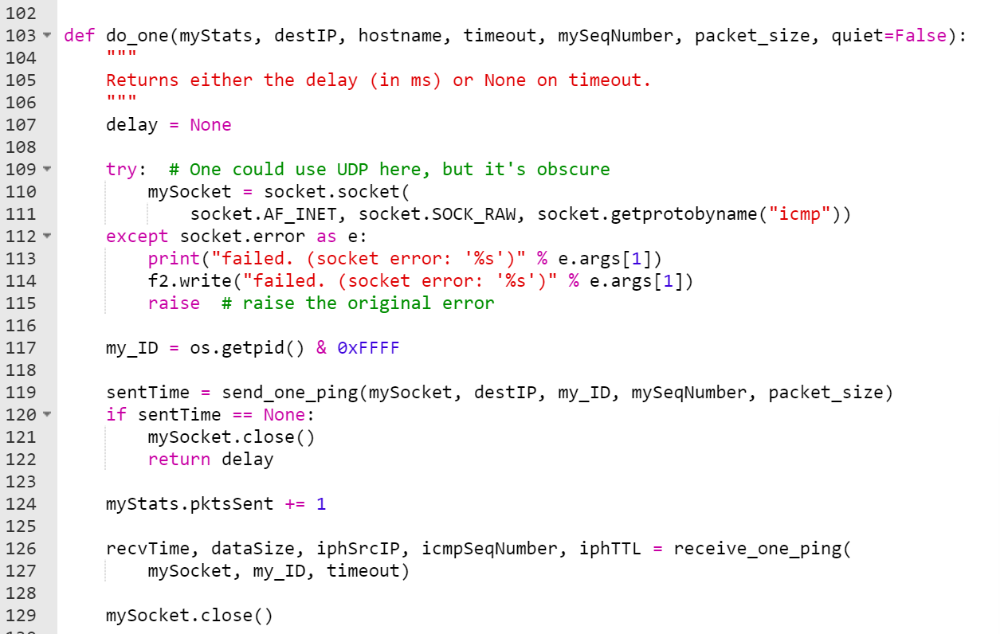 102
103 def do_one(myStats, destIP, hostname, timeout, mySeqNumber, packet_size, quiet=False):
104     """
105     Returns either the delay (in ms) or None on timeout.
106     """
107     delay = None
108
109     try:  # One could use UDP here, but it's obscure
110         mySocket = socket.socket(
111             socket.AF_INET, socket.SOCK_RAW, socket.getprotobyname("icmp"))
112     except socket.error as e:
113         print("failed. (socket error: '%s')" % e.args[1])
114         f2.write("failed. (socket error: '%s')" % e.args[1])
115         raise  # raise the original error
116
117     my_ID = os.getpid() & 0xFFFF
118
119     sentTime = send_one_ping(mySocket, destIP, my_ID, mySeqNumber, packet_size)
120     if sentTime == None:
121         mySocket.close()
122         return delay
123
124     myStats.pktsSent += 1
125
126     recvTime, dataSize, iphSrcIP, icmpSeqNumber, iphTTL = receive_one_ping(
127         mySocket, my_ID, timeout)
128
129     mySocket.close()